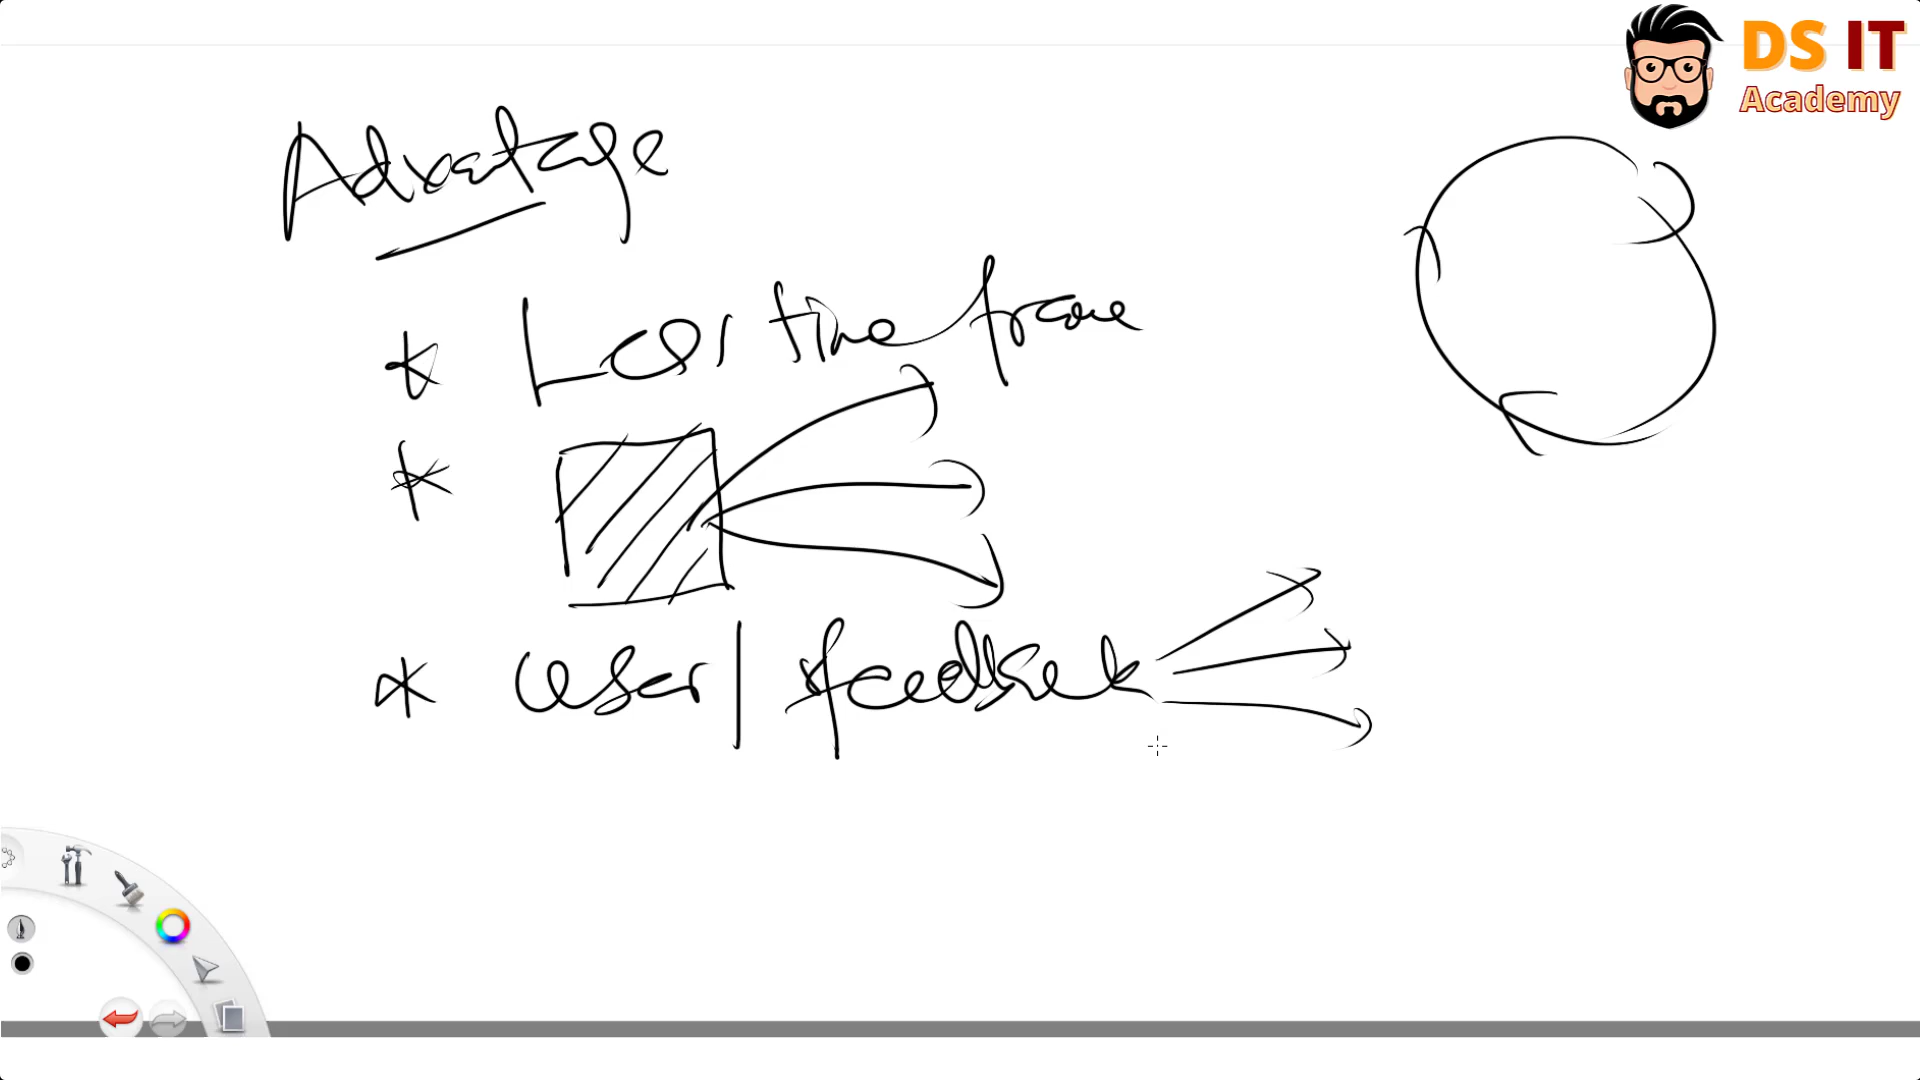 DS IT
Academy
Advantage
* Less time frame
*
* user | feedback